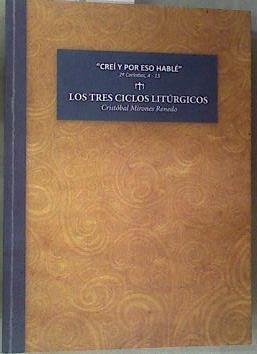 “CREÍ Y POR ESO HABLÉ”
2ª Corintios, 4 - 13
LOS TRES CICLOS LITÚRGICOS
Cristóbal Mirones Renedo